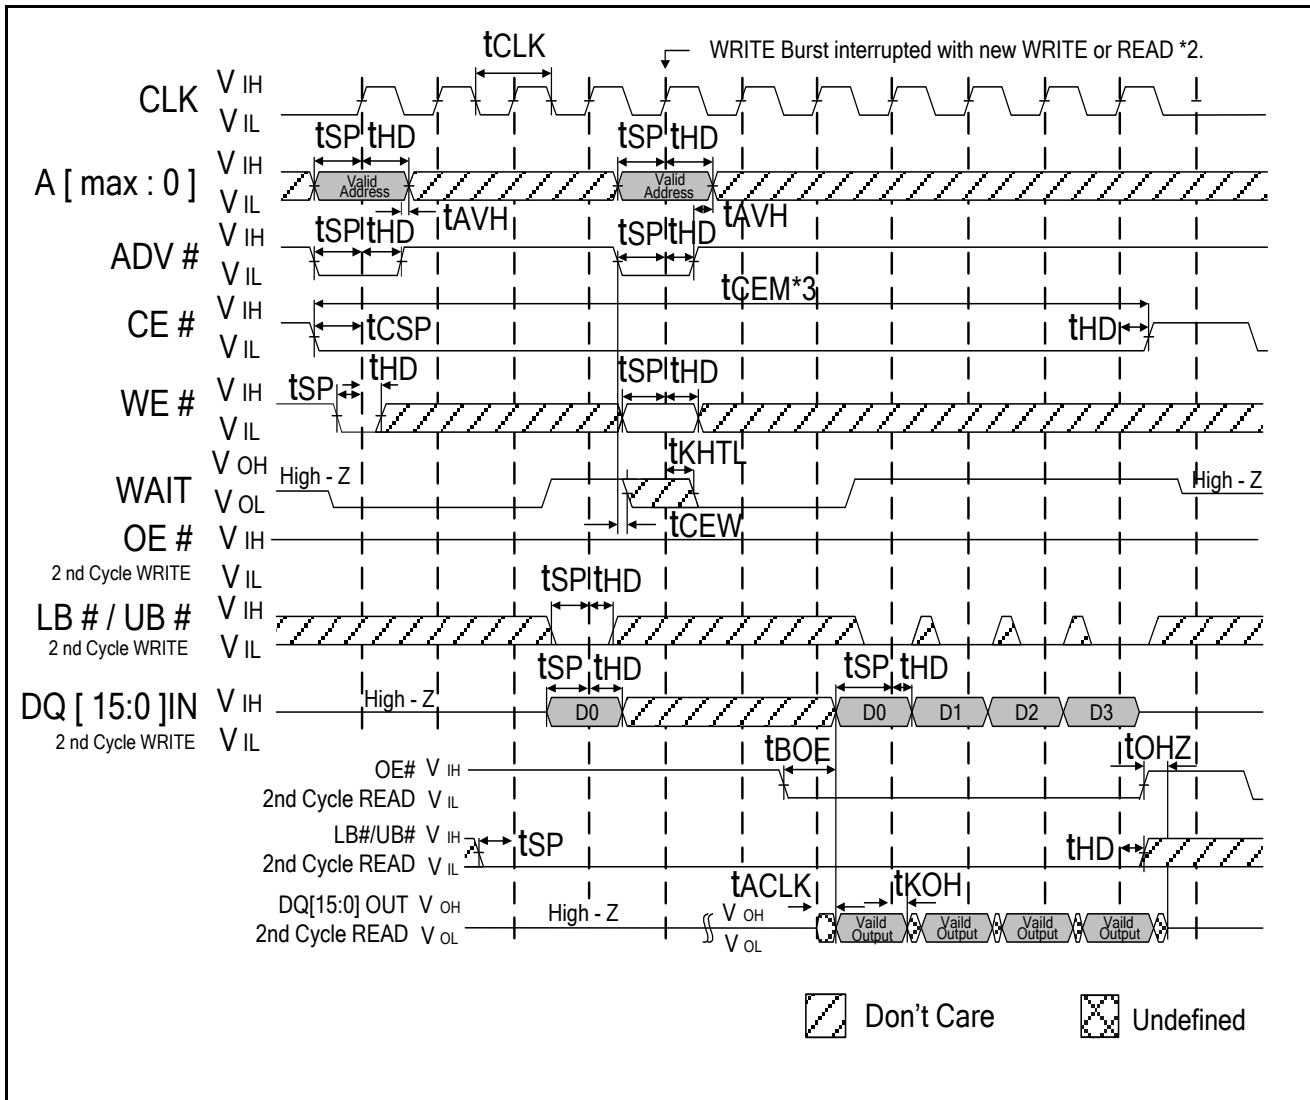 tCLK
WRITE Burst interrupted with new WRITE or READ *2.
CLK
V IH
V IL
tSP tHD tSP tHD
A [ max : 0 ]
V IH
V IL
Valid Address
Valid Address
tAVH tAVH
ADV #
V IH
V IL
tSP tHD tSP tHD
tCEM*3
CE #
V IH
V IL
tCSP
tHD
WE #
V IH
V IL
tSP tHD tSP tHD
WAIT
V OH
V OL
High - Z
tKHTL
High - Z
tCEW
OE #
2 nd Cycle WRITE
V IH
V IL
tSP tHD
LB # / UB #
2 nd Cycle WRITE
V IH
V IL
tSP tHD tSP tHD
DQ [ 15:0 ]IN
2 nd Cycle WRITE
V IH
V IL
High - Z
D0 D0 D1 D2 D3
tBOE tOHZ
OE# V IH
2nd Cycle READ V IL
LB#/UB# V IH
2nd Cycle READ V IL
tSP tHD
tACLK tKOH
DQ[15:0] OUT V OH
2nd Cycle READ V OL
High - Z
V OH
V OL
Vaild Output
Vaild Output
Vaild Output
Vaild Output
Don't Care
Undefined